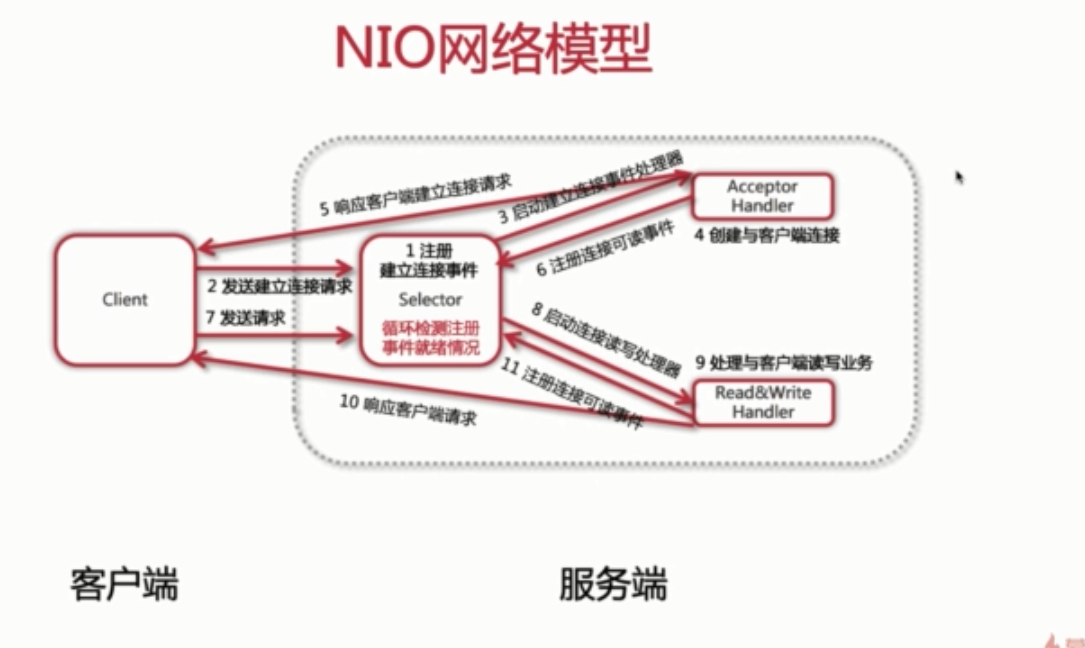 NIO网络模型
5 响应客户端建立连接请求
3 启动建立连接事件处理器
Acceptor
Handler
4 创建与客户端连接
6 注册连接可读事件
1 注册
建立连接事件
Selector
循环检测注册
事件就绪情况
Client
2 发送建立连接请求
7 发送请求
8 启动连接读写处理器
9 处理与客户端读写业务
Read&Write
Handler
11 注册连接可读事件
10 响应客户端请求
客户端
服务端